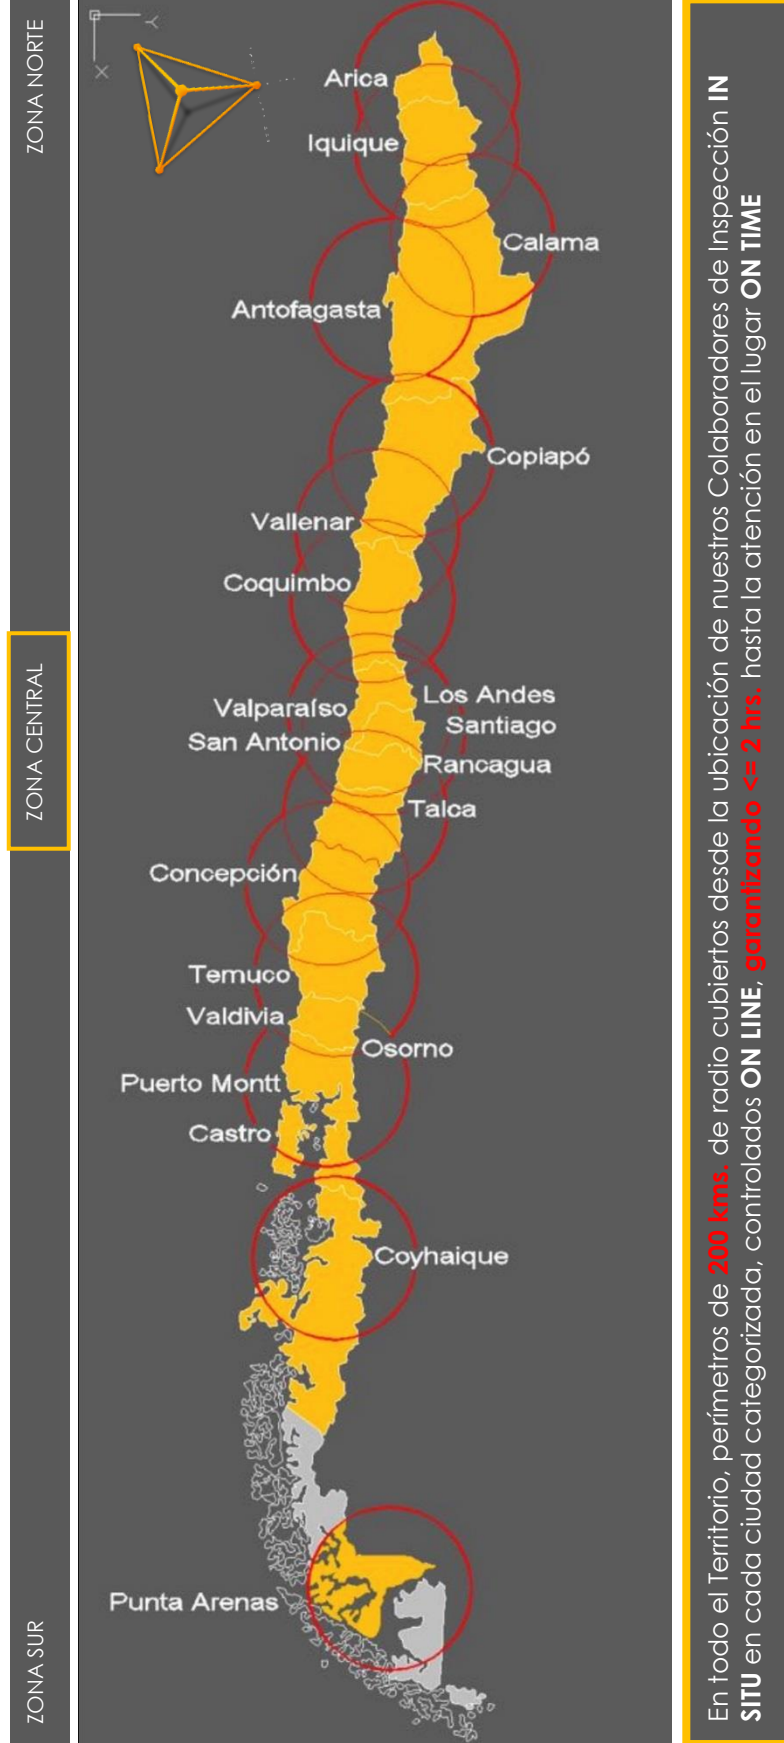 ZONA NORTE
ZONA CENTRAL
ZONA SUR
Y
X
Arica
Iquique
Calama
Antofagasta
Copiapó
Vallenar
Coquimbo
Los Andes
Valparaíso
Santiago
San Antonio
Rancagua
Talca
Concepción
Temuco
Valdivia
Osorno
Puerto Montt
Castro
Coyhaique
Punta Arenas
En todo el Territorio, perímetros de 200 kms. de radio cubiertos desde la ubicación de nuestros Colaboradores de Inspección IN
SITU en cada ciudad categorizada, controlados ON LINE, garantizando <= 2 hrs. hasta la atención en el lugar ON TIME